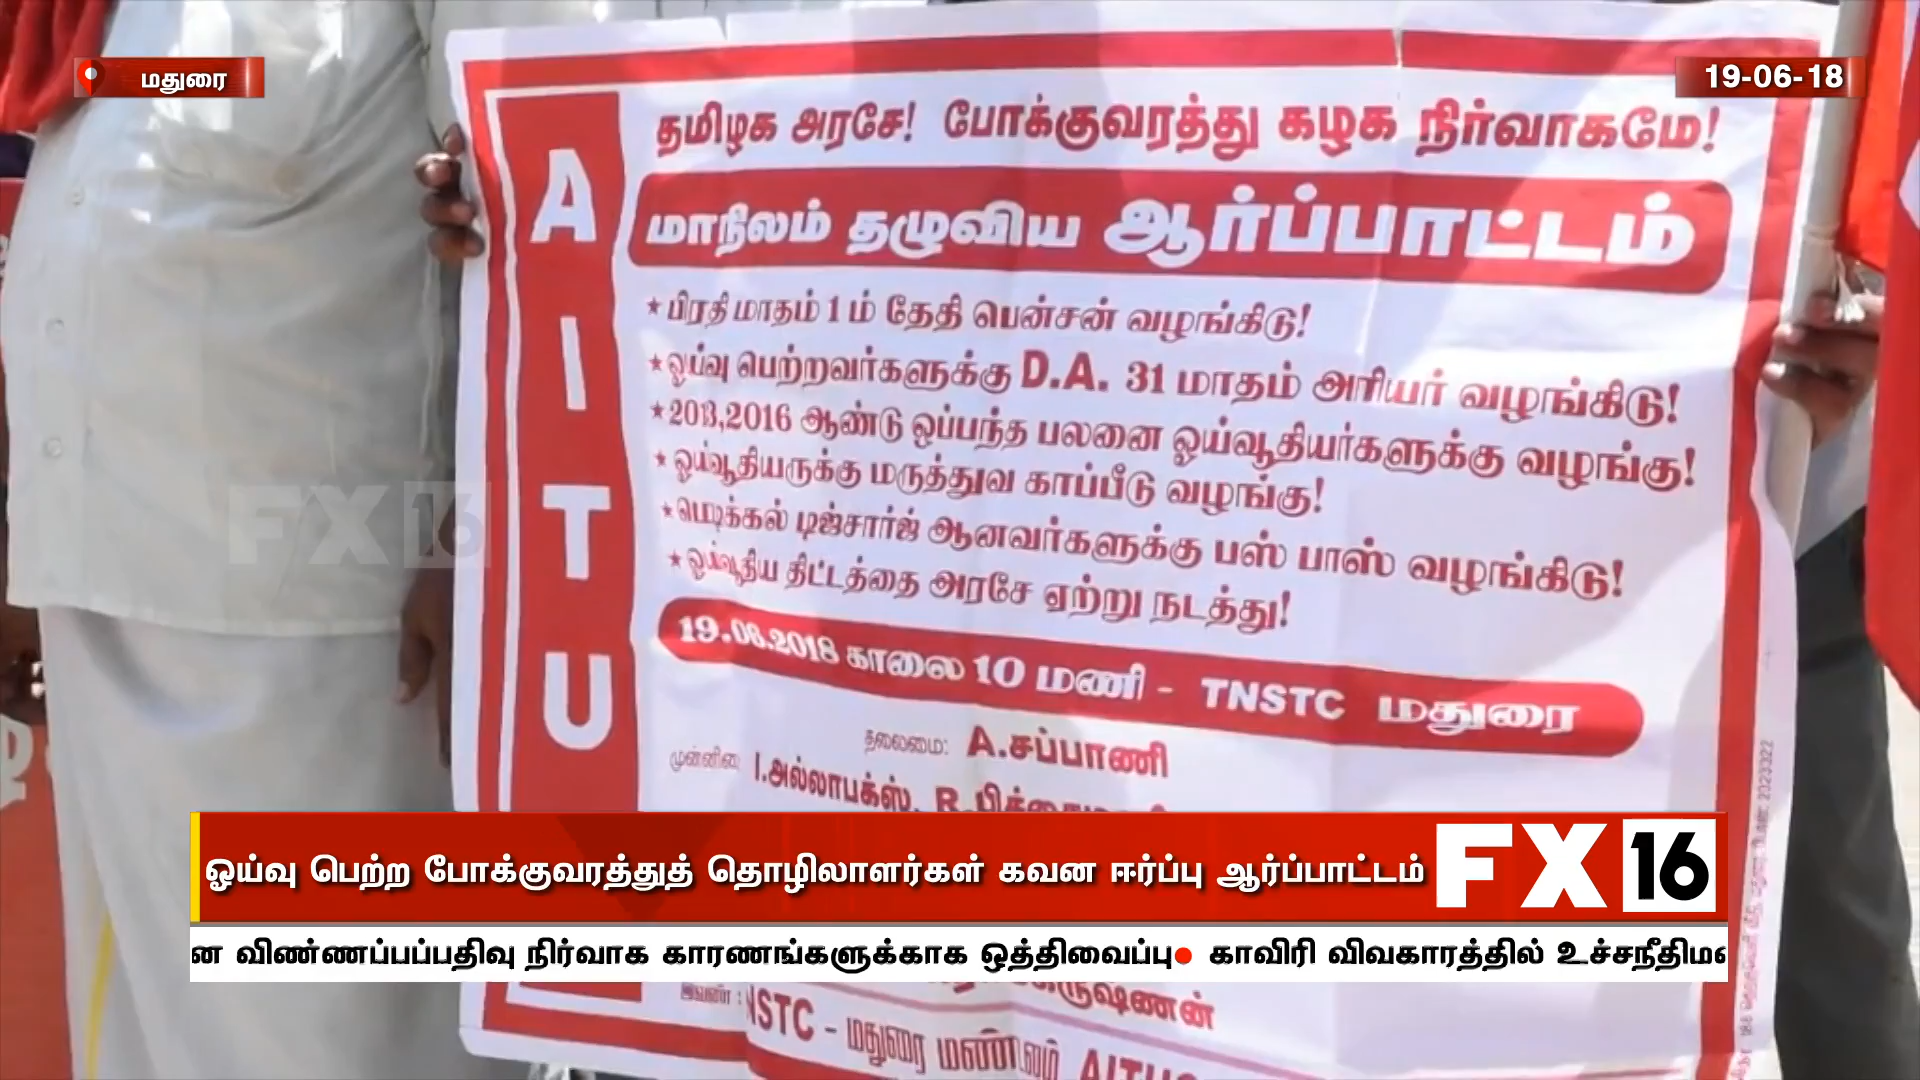 மதுரை
19-06-18
A I T U
தமிழக அரசே! போக்குவரத்து கழக நிர்வாகமே!
மாநிலம் தழுவிய ஆர்ப்பாட்டம்
★ பிரதி மாதம் 1 ம் தேதி பென்சன் வழங்கிடு!
★ ஓய்வு பெற்றவர்களுக்கு D.A. 31 மாதம் அரியர் வழங்கிடு!
★ 2013,2016 ஆண்டு ஒப்பந்த பலனை ஓய்வூதியர்களுக்கு வழங்கு!
★ ஓய்வூதியருக்கு மருத்துவ காப்பீடு வழங்கு!
★ மெடிக்கல் டிஜ்சார்ஜ் ஆனவர்களுக்கு பஸ் பாஸ் வழங்கிடு!
★ ஓய்வூதிய திட்டத்தை அரசே ஏற்று நடத்து!
19.06.2018 காலை 10 மணி - TNSTC மதுரை
தலைமை: A.சப்பாணி
முன்னிலை I.அல்லாபக்ஸ், R.
FX 16
ஓய்வு பெற்ற போக்குவரத்துத் தொழிலாளர்கள் கவன ஈர்ப்பு ஆர்ப்பாட்டம் FX 16
ன விண்ணப்பப்பதிவு நிர்வாக காரணங்களுக்காக ஒத்திவைப்பு● காவிரி விவகாரத்தில் உச்சநீதிம
இவண் :
NSTC - மதுரை மண்டலம்